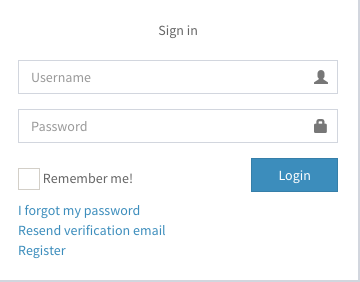 Sign in
Username
Password
Remember me!
Login
I forgot my password
Resend verification email
Register